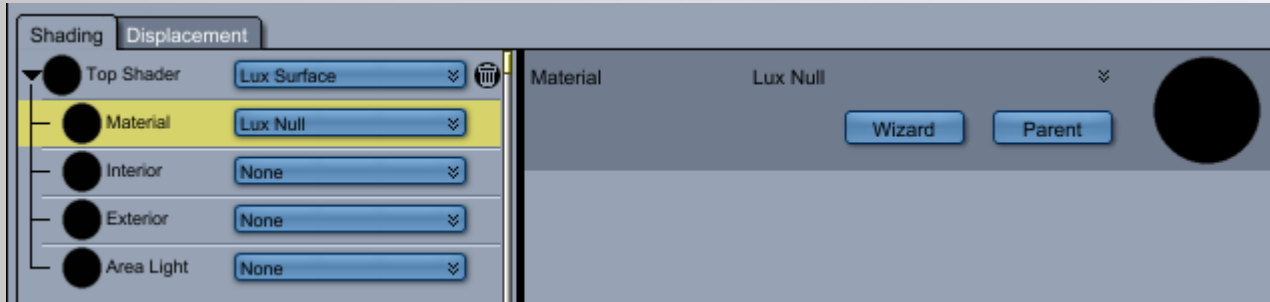 Shading Displacement
Top Shader Lux Surface
Material Lux Null
Interior None
Exterior None
Area Light None
Material Lux Null
Wizard Parent